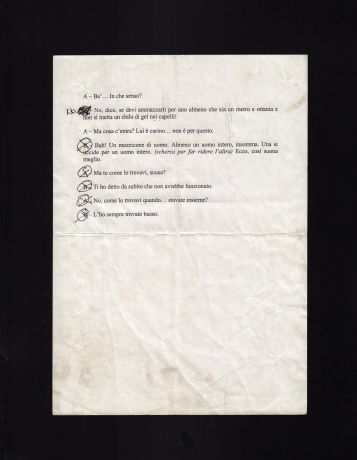 A – Be'… In che senso?
– No, dico, se devi ammazzarti per uno almeno che sia un metro e ottanta e
non si metta un chilo di gel nei capelli!
A – Ma cosa c'entra? Lui è carino… non è per questo.
B – Bah! Un mozzicone di uomo. Almeno un uomo intero, insomma. Una si
uccide per un uomo intero. (scherza per far ridere l'altra) Ecco, così suona
meglio.
A – Ma tu come lo trovavi, scusa?
B – Ti ho detto da subito che non avrebbe funzionato.
A – No, come lo trovavi quando… stavate insieme?
B – L'ho sempre trovato basso.